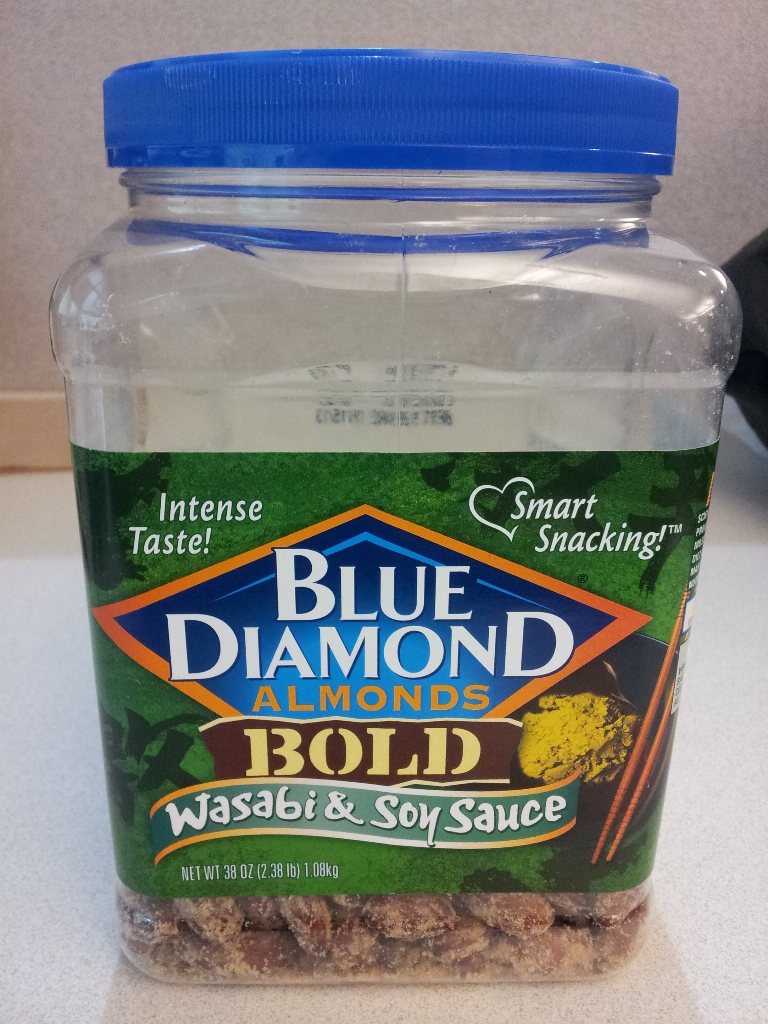 Intense
Taste!
Smart
Snacking!™
BLUE
DIAMOND®
ALMONDS
BOLD
Wasabi & Soy Sauce
NET WT 38 OZ (2.38 lb) 1.08kg